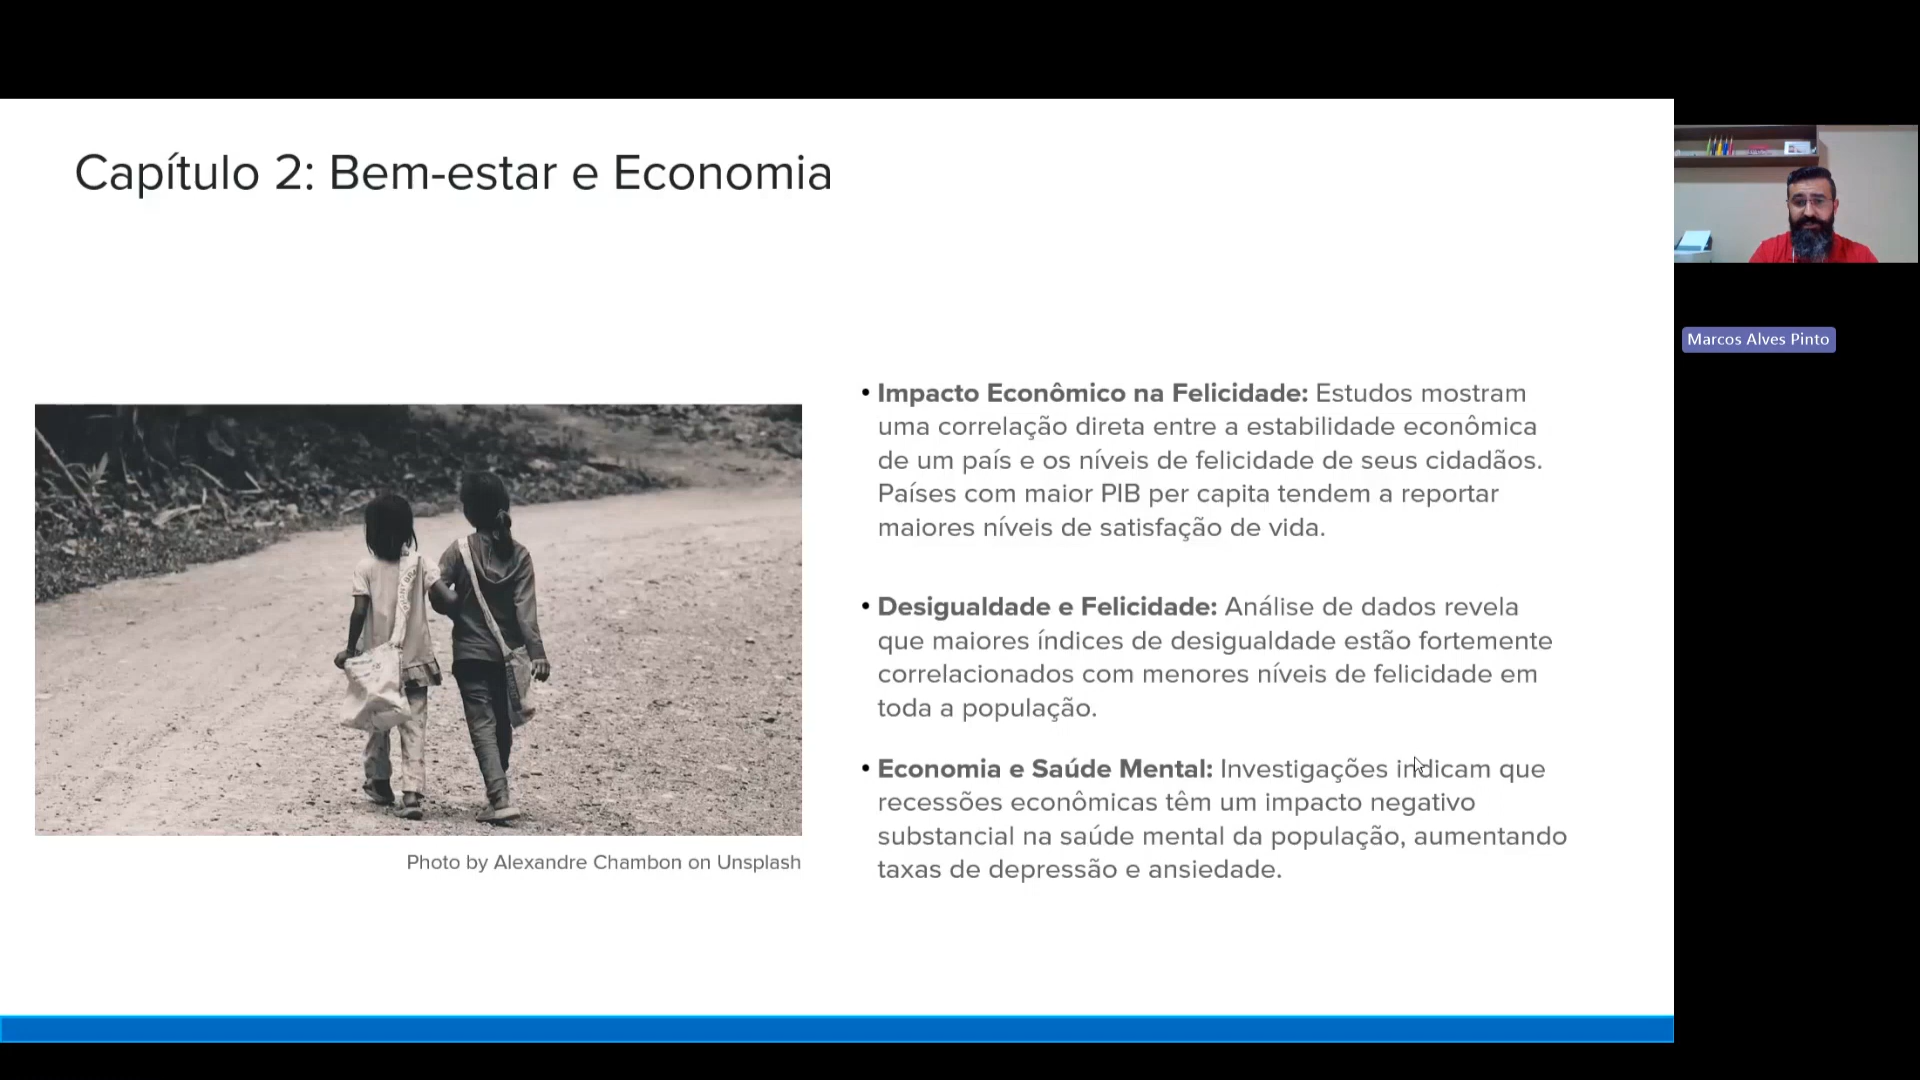 Capítulo 2: Bem-estar e Economia
• Impacto Econômico na Felicidade: Estudos mostram
uma correlação direta entre a estabilidade econômica
de um país e os níveis de felicidade de seus cidadãos.
Países com maior PIB per capita tendem a reportar
maiores níveis de satisfação de vida.
• Desigualdade e Felicidade: Análise de dados revela
que maiores índices de desigualdade estão fortemente
correlacionados com menores níveis de felicidade em
toda a população.
• Economia e Saúde Mental: Investigações indicam que
recessões econômicas têm um impacto negativo
substancial na saúde mental da população, aumentando
taxas de depressão e ansiedade.
Photo by Alexandre Chambon on Unsplash
Marcos Alves Pinto